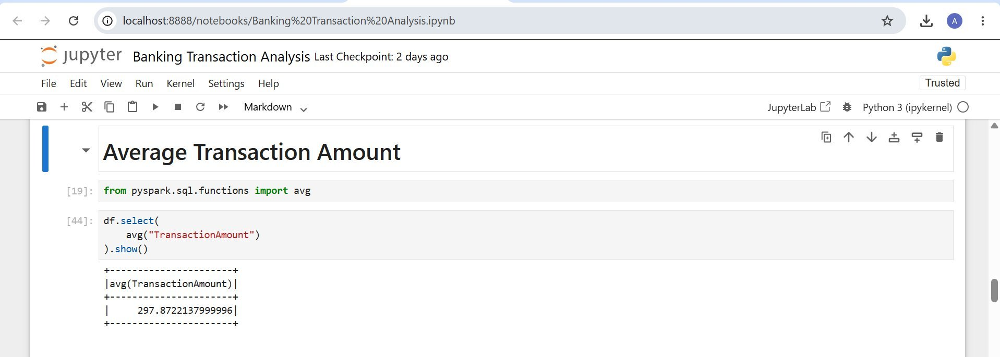 localhost:8888/notebooks/Banking%20Transaction%20Analysis.ipynb
A
jupyter Banking Transaction Analysis Last Checkpoint: 2 days ago
File Edit View Run Kernel Settings Help
Trusted
Markdown
JupyterLab
Python 3 (ipykernel)
Average Transaction Amount
[19]: from pyspark.sql.functions import avg
[44]: df.select(
    avg("TransactionAmount")
).show()
+----------------------+
|avg(TransactionAmount)|
+----------------------+
|     297.8722137999996|
+----------------------+